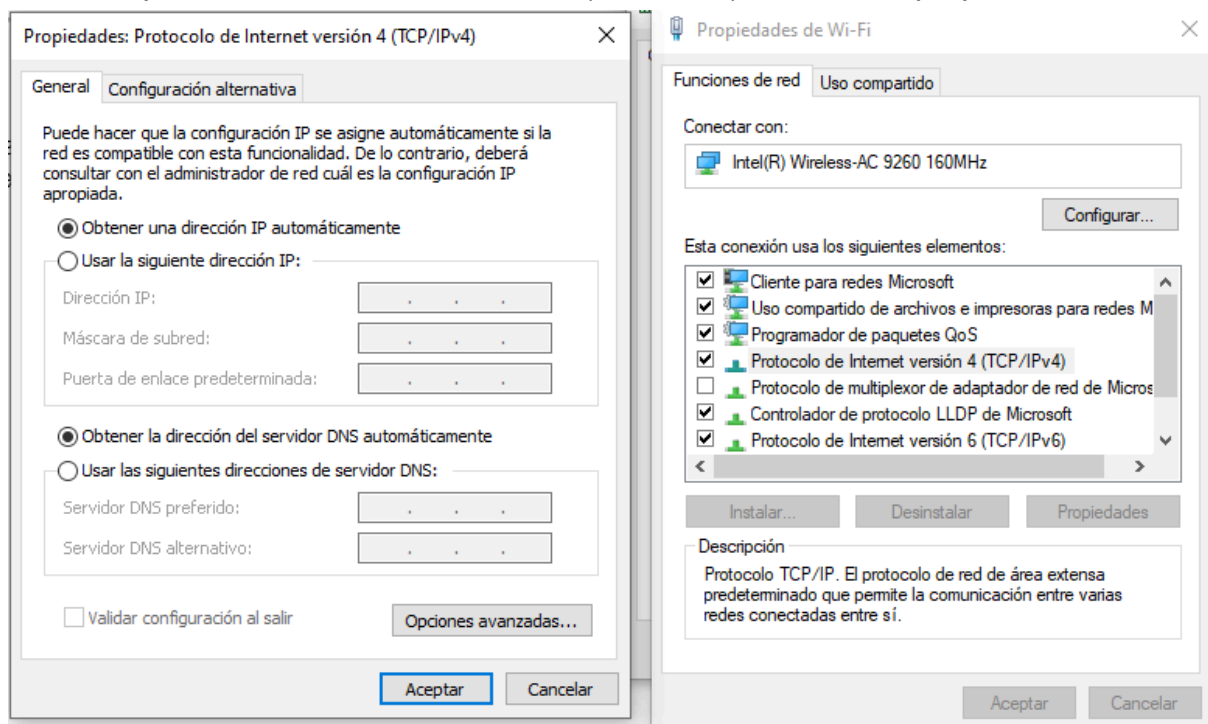 Propiedades: Protocolo de Internet versión 4 (TCP/IPv4)
General
Configuración alternativa
Puede hacer que la configuración IP se asigne automáticamente si la
red es compatible con esta funcionalidad. De lo contrario, deberá
consultar con el administrador de red cuál es la configuración IP
apropiada.
Obtener una dirección IP automáticamente
Usar la siguiente dirección IP:
Dirección IP:
Máscara de subred:
Puerta de enlace predeterminada:
Obtener la dirección del servidor DNS automáticamente
Usar las siguientes direcciones de servidor DNS:
Servidor DNS preferido:
Servidor DNS alternativo:
Validar configuración al salir
Opciones avanzadas...
Aceptar
Cancelar
Propiedades de Wi-Fi
Funciones de red
Uso compartido
Conectar con:
Intel(R) Wireless-AC 9260 160MHz
Configurar...
Esta conexión usa los siguientes elementos:
Cliente para redes Microsoft
Uso compartido de archivos e impresoras para redes M
Programador de paquetes QoS
Protocolo de Internet versión 4 (TCP/IPv4)
Protocolo de multiplexor de adaptador de red de Micros
Controlador de protocolo LLDP de Microsoft
Protocolo de Internet versión 6 (TCP/IPv6)
Instalar...
Desinstalar
Propiedades
Descripción
Protocolo TCP/IP. El protocolo de red de área extensa
predeterminado que permite la comunicación entre varias
redes conectadas entre sí.
Aceptar
Cancelar